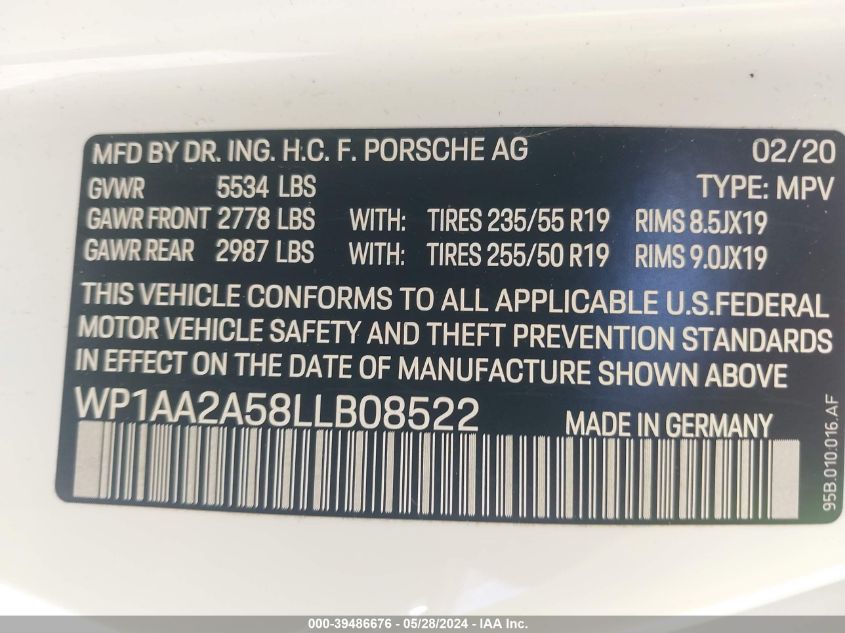 MFD BY DR. ING. H.C. F. PORSCHE AG 02/20
GVWR 5534 LBS TYPE: MPV
GAWR FRONT 2778 LBS WITH: TIRES 235/55 R19 RIMS 8.5JX19
GAWR REAR 2987 LBS WITH: TIRES 255/50 R19 RIMS 9.0JX19
THIS VEHICLE CONFORMS TO ALL APPLICABLE U.S.FEDERAL
MOTOR VEHICLE SAFETY AND THEFT PREVENTION STANDARDS
IN EFFECT ON THE DATE OF MANUFACTURE SHOWN ABOVE
WP1AA2A58LLB08522 MADE IN GERMANY
95B.010.016.AF
000-39486676 / 05/28/2024 - IAA Inc.